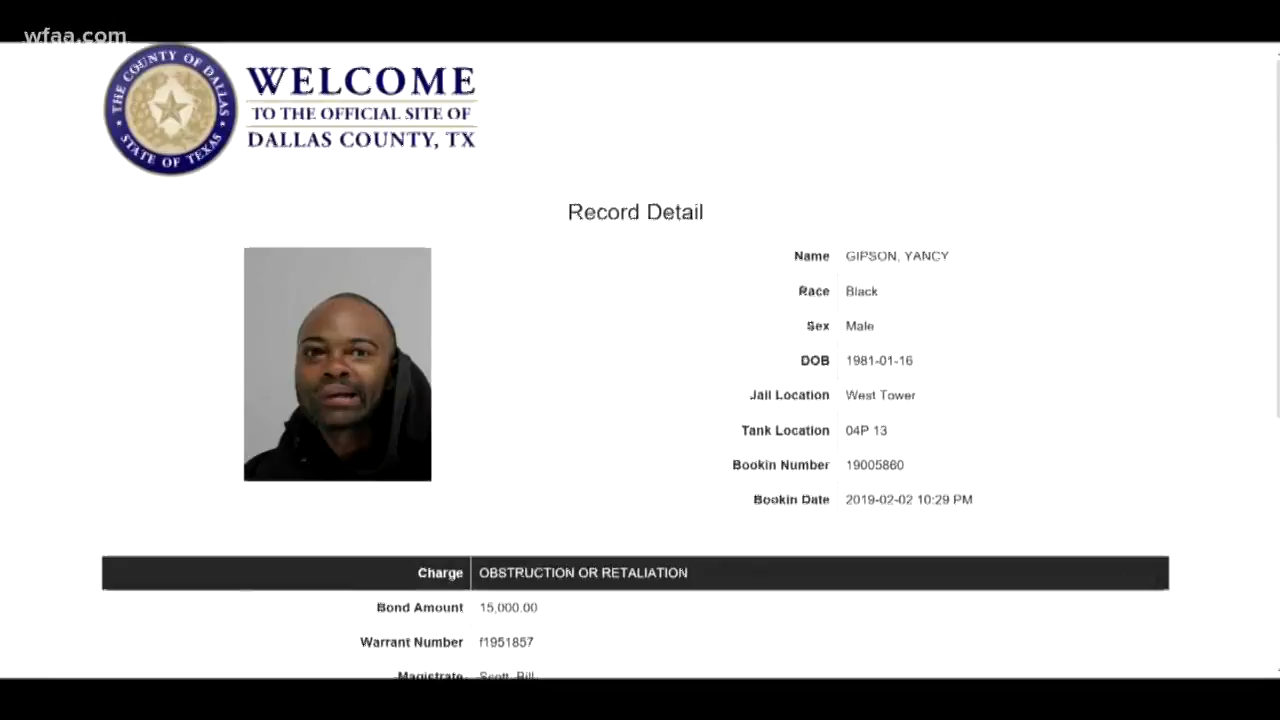 wfaa.com
THE COUNTY OF DALLAS
STATE OF TEXAS
WELCOME
TO THE OFFICIAL SITE OF
DALLAS COUNTY, TX
Record Detail
Name GIPSON, YANCY
Race Black
Sex Male
DOB 1981-01-16
Jail Location West Tower
Tank Location 04P 13
Bookin Number 19005860
Bookin Date 2019-02-02 10:29 PM
Charge OBSTRUCTION OR RETALIATION
Bond Amount 15,000.00
Warrant Number f1951857
Magistrate Scott, Bill